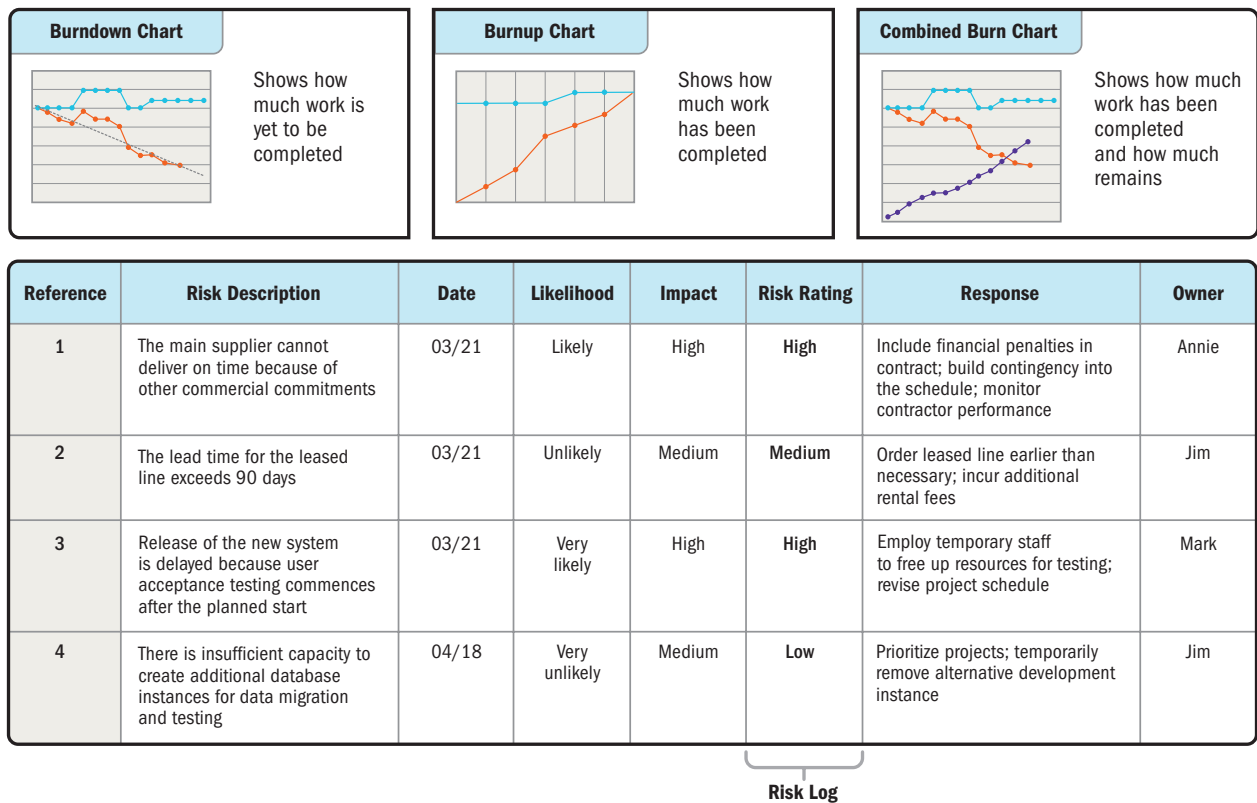 Burndown Chart
Shows how
much work is
yet to be
completed
Burnup Chart
Shows how
much work
has been
completed
Combined Burn Chart
Shows how much
work has been
completed
and how much
remains
Reference
Risk Description
Date
Likelihood
Impact
Risk Rating
Response
Owner
1
The main supplier cannot
deliver on time because of
other commercial commitments
03/21
Likely
High
High
Include financial penalties in
contract; build contingency into
the schedule; monitor
contractor performance
Annie
2
The lead time for the leased
line exceeds 90 days
03/21
Unlikely
Medium
Medium
Order leased line earlier than
necessary; incur additional
rental fees
Jim
3
Release of the new system
is delayed because user
acceptance testing commences
after the planned start
03/21
Very
likely
High
High
Employ temporary staff
to free up resources for testing;
revise project schedule
Mark
4
There is insufficient capacity to
create additional database
instances for data migration
and testing
04/18
Very
unlikely
Medium
Low
Prioritize projects; temporarily
remove alternative development
instance
Jim
Risk Log